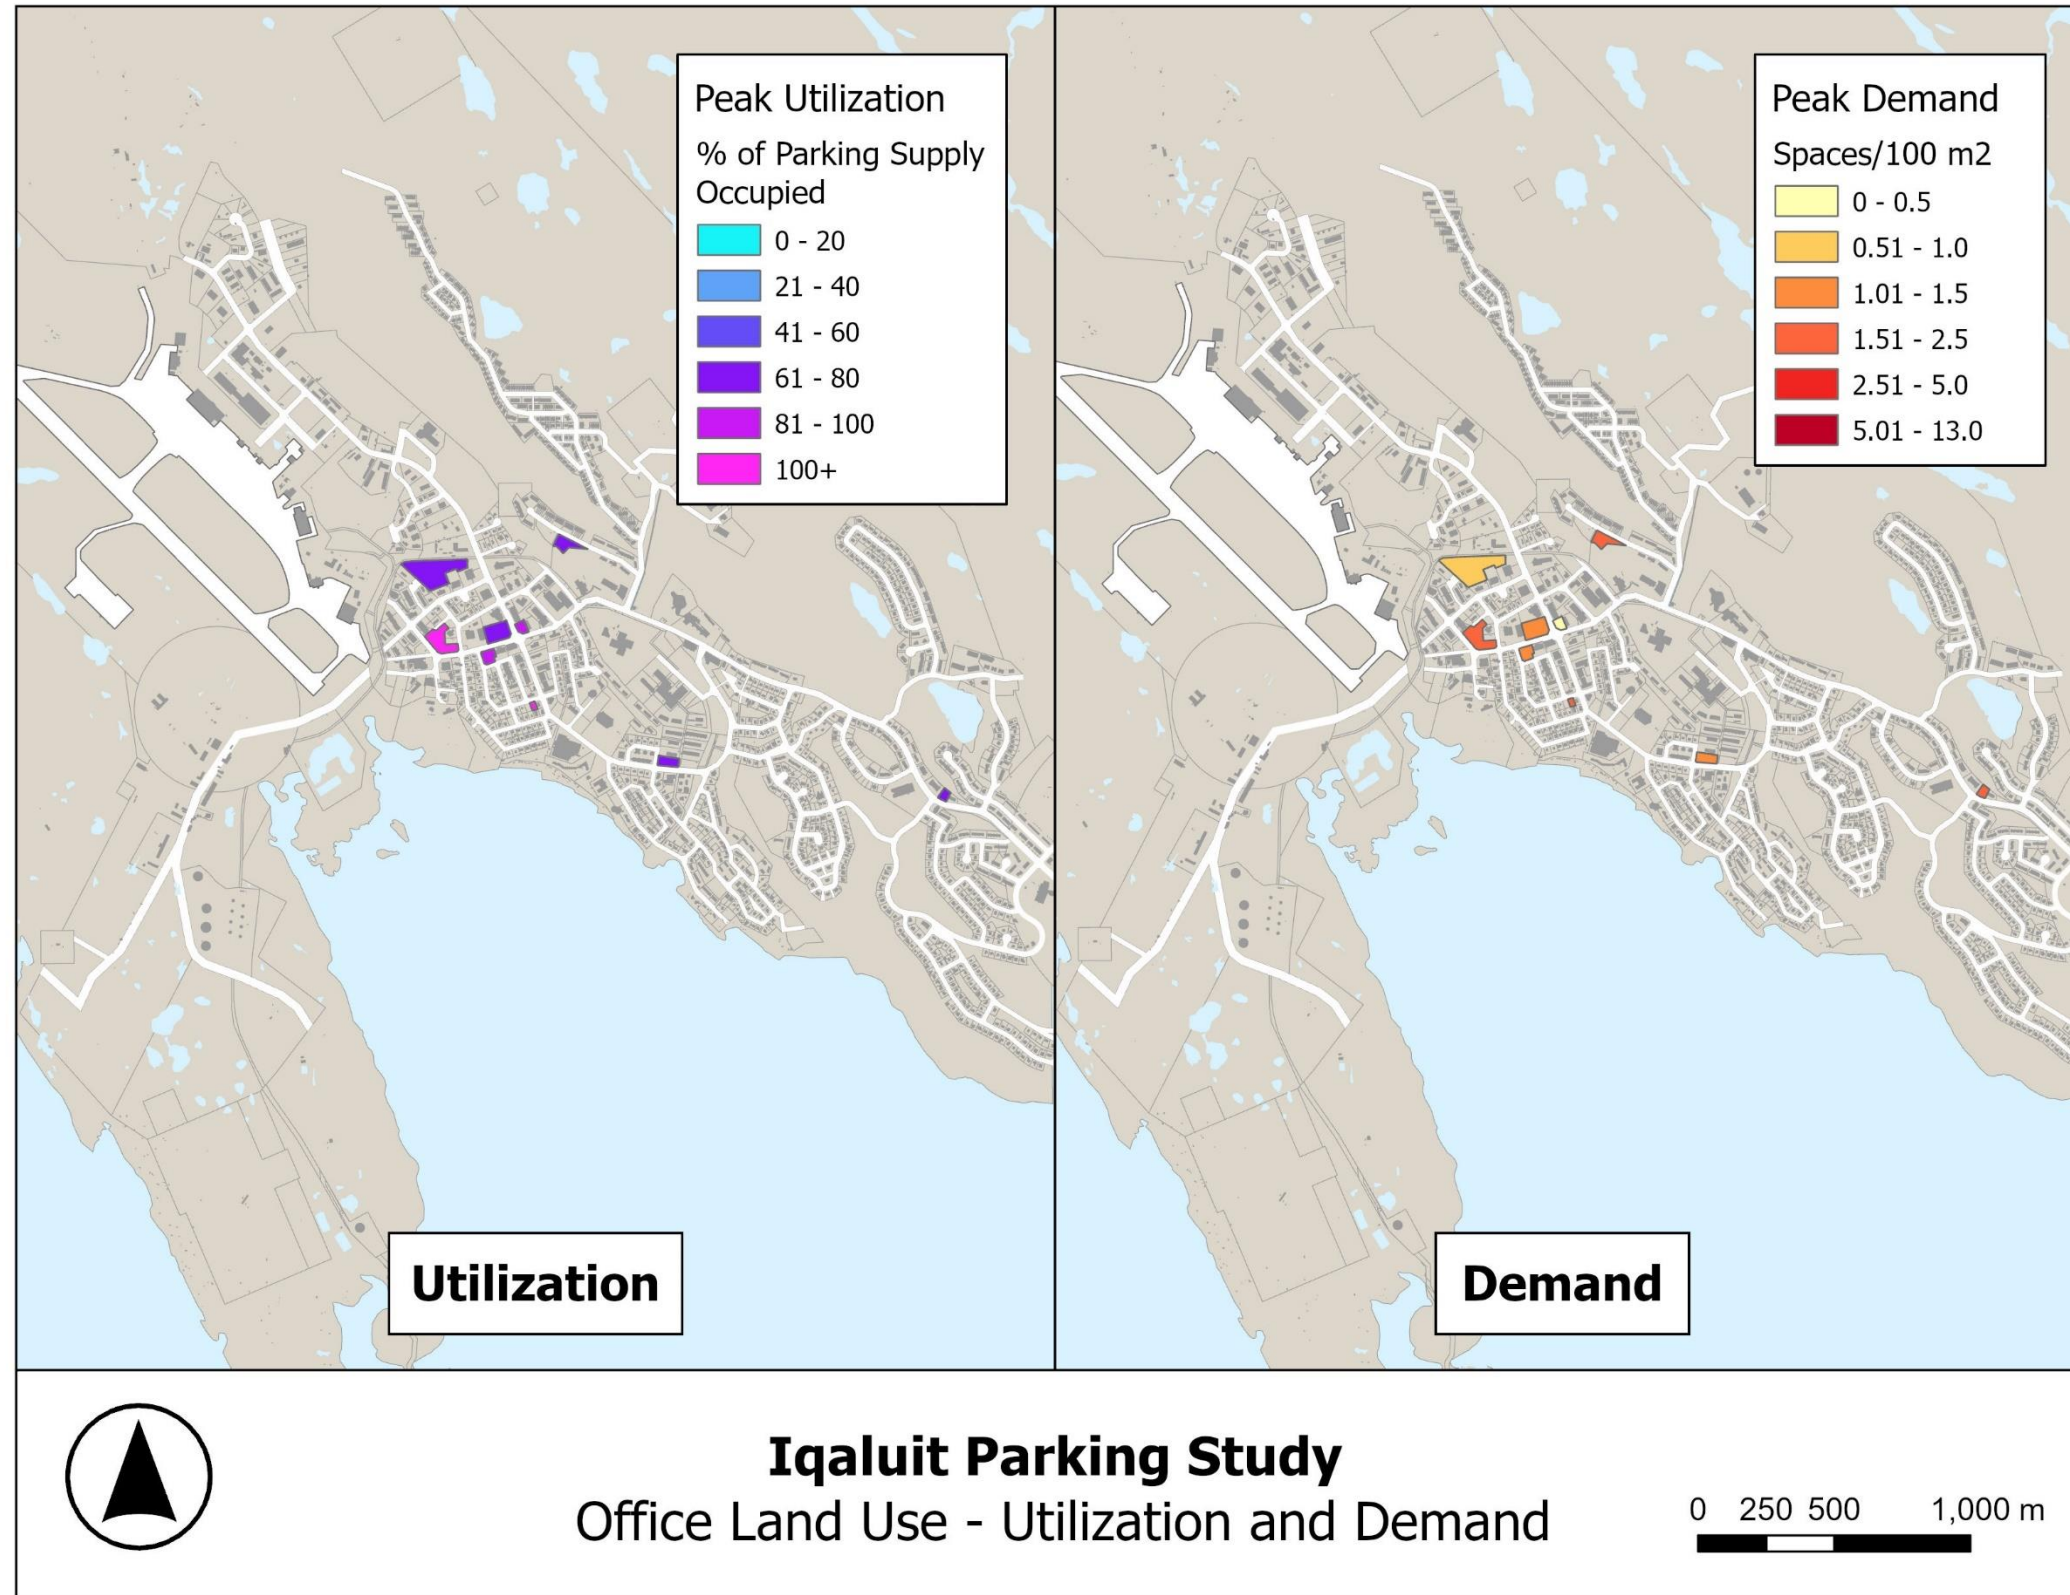 Peak Utilization
% of Parking Supply
Occupied
0 - 20
21 - 40
41 - 60
61 - 80
81 - 100
100+
Utilization
Peak Demand
Spaces/100 m2
0 - 0.5
0.51 - 1.0
1.01 - 1.5
1.51 - 2.5
2.51 - 5.0
5.01 - 13.0
Demand
Iqaluit Parking Study
Office Land Use - Utilization and Demand
0 250 500 1,000 m